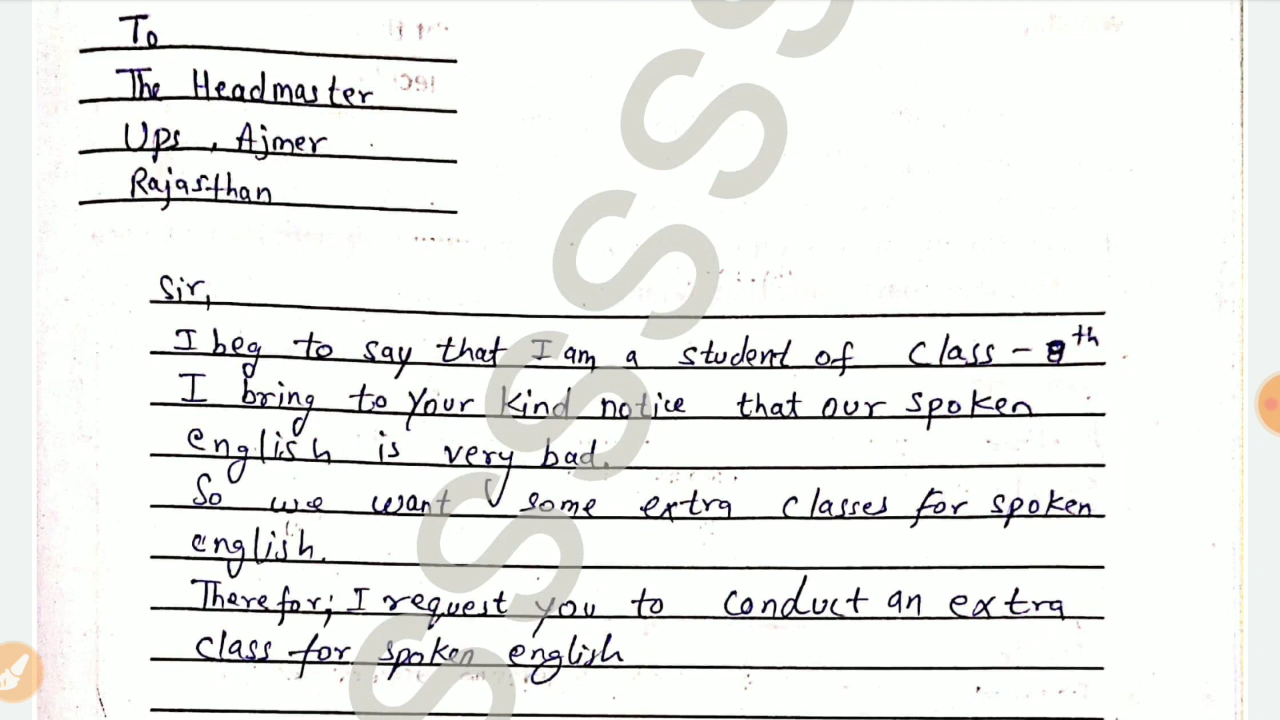 To
The Headmaster
Ups, Ajmer
Rajasthan
Sir,
I beg to say that I am a student of class - 8th
I bring to your kind notice that our spoken
english is very bad.
So we want some extra classes for spoken
english.
Therefor; I request you to conduct an extra
class for spoken english
SSSS